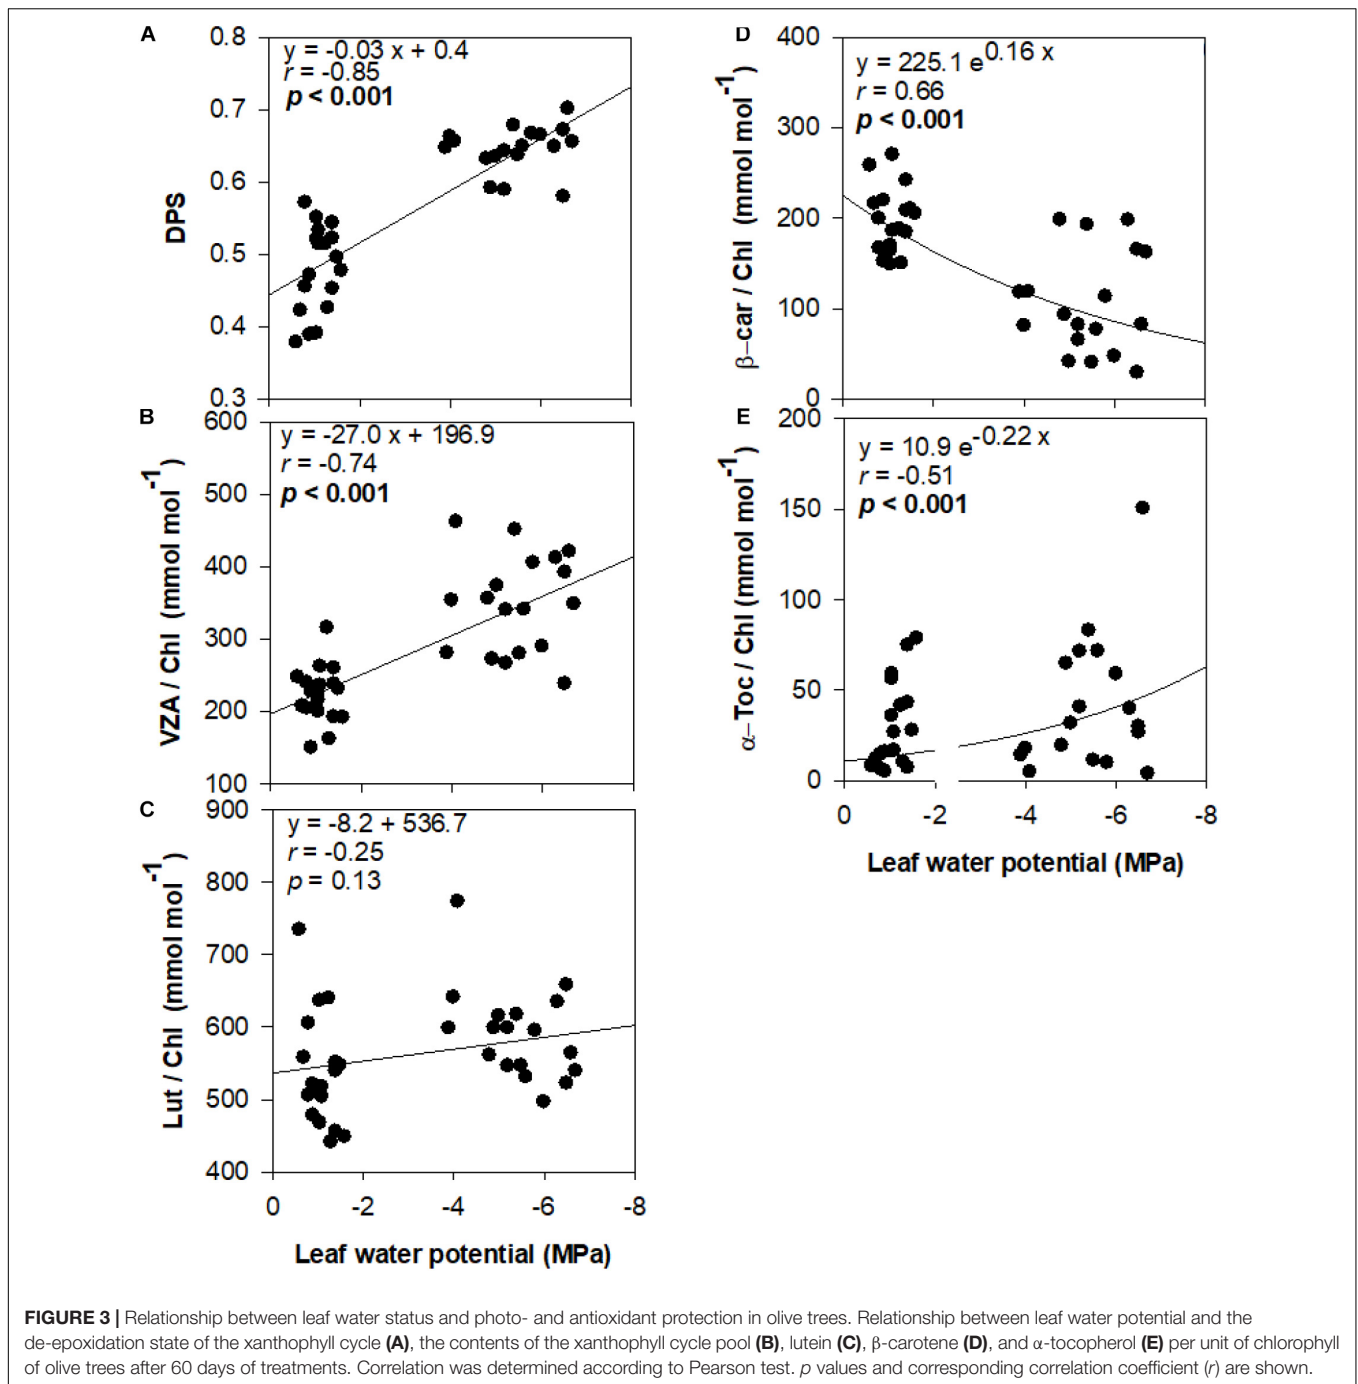 A
0.8
0.7
0.6
0.5
0.4
0.3
DPS
y = -0.03 x + 0.4
r = -0.85
p < 0.001
B
600
500
400
300
200
100
VZA / Chl (mmol mol-1)
y = -27.0 x + 196.9
r = -0.74
p < 0.001
C
900
800
700
600
500
400
Lut / Chl (mmol mol-1)
y = -8.2 + 536.7
r = -0.25
p = 0.13
0 -2 -4 -6 -8
Leaf water potential (MPa)
D
400
300
200
100
0
β–car / Chl (mmol mol-1)
y = 225.1 e0.16 x
r = 0.66
p < 0.001
E
200
150
100
50
0
α–Toc / Chl (mmol mol-1)
y = 10.9 e-0.22 x
r = -0.51
p < 0.001
0 -2 -4 -6 -8
Leaf water potential (MPa)
FIGURE 3 | Relationship between leaf water status and photo- and antioxidant protection in olive trees. Relationship between leaf water potential and the
de-epoxidation state of the xanthophyll cycle (A), the contents of the xanthophyll cycle pool (B), lutein (C), β-carotene (D), and α-tocopherol (E) per unit of chlorophyll
of olive trees after 60 days of treatments. Correlation was determined according to Pearson test. p values and corresponding correlation coefficient (r) are shown.